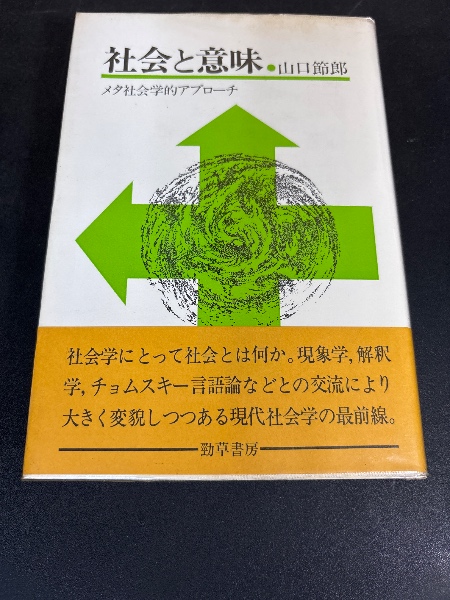 社会と意味・山口節郎
メタ社会学的アプローチ
社会学にとって社会とは何か。現象学,解釈
学,チョムスキー言語論などとの交流により
大きく変貌しつつある現代社会学の最前線。
勁草書房